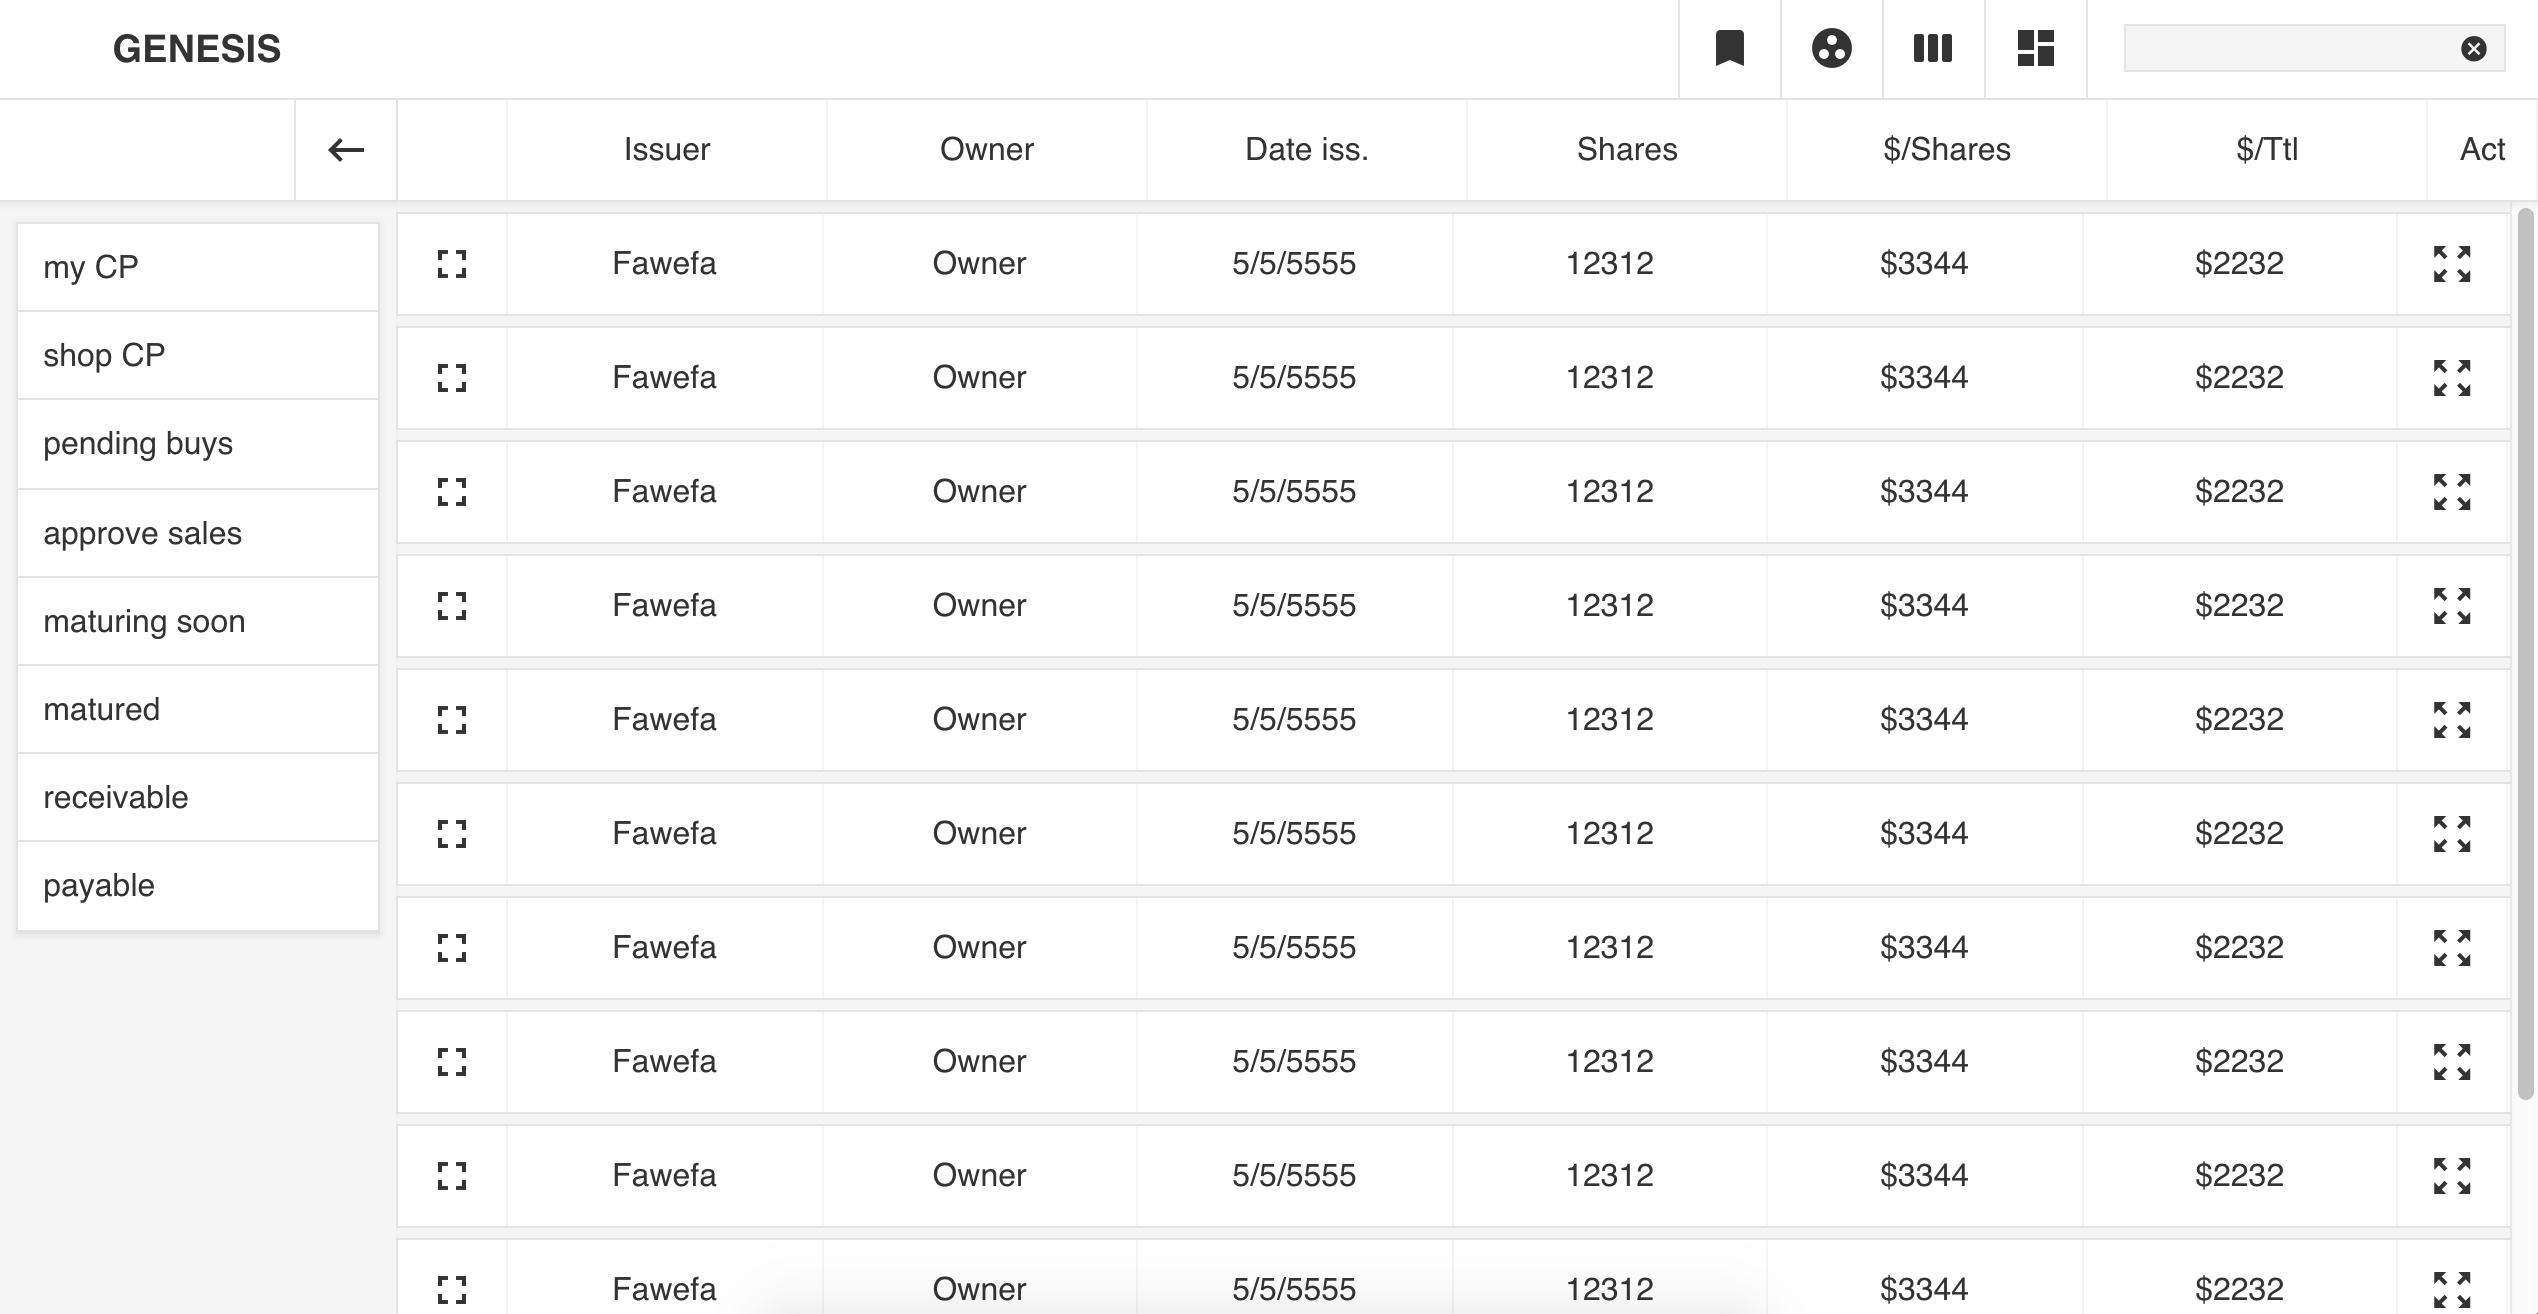 GENESIS
Issuer Owner Date iss. Shares $/Shares $/Ttl Act
my CP
shop CP
pending buys
approve sales
maturing soon
matured
receivable
payable
Fawefa Owner 5/5/5555 12312 $3344 $2232
Fawefa Owner 5/5/5555 12312 $3344 $2232
Fawefa Owner 5/5/5555 12312 $3344 $2232
Fawefa Owner 5/5/5555 12312 $3344 $2232
Fawefa Owner 5/5/5555 12312 $3344 $2232
Fawefa Owner 5/5/5555 12312 $3344 $2232
Fawefa Owner 5/5/5555 12312 $3344 $2232
Fawefa Owner 5/5/5555 12312 $3344 $2232
Fawefa Owner 5/5/5555 12312 $3344 $2232
Fawefa Owner 5/5/5555 12312 $3344 $2232